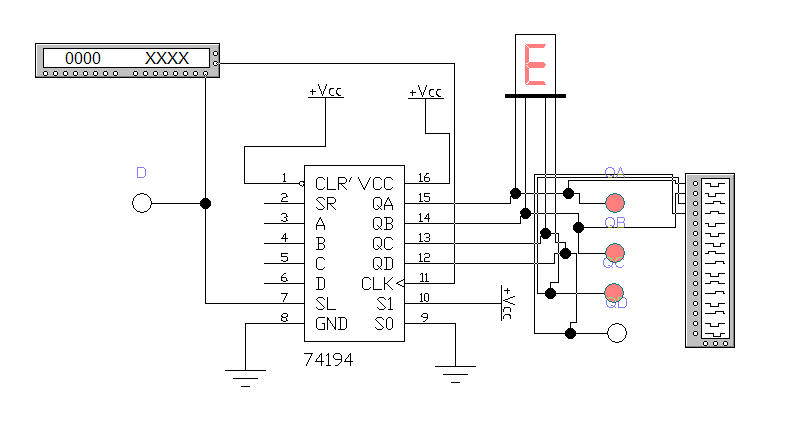 E
0000 XXXX
+Vcc +Vcc
D
QA
QB
QC
QD
1 CLR' VCC 16
2 SR QA 15
3 A QB 14
4 B QC 13
5 C QD 12
6 D CLK 11
7 SL S1 10
8 GND S0 9
+Vcc
74194